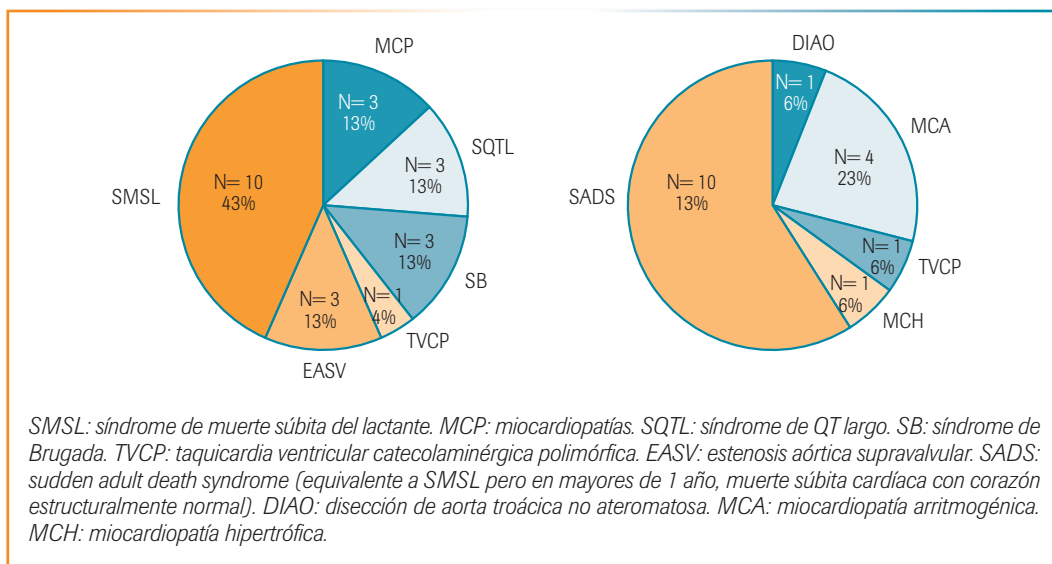 MCP
N= 3
13%
SQTL
N= 3
13%
SB
N= 3
13%
TVCP
N= 1
4%
EASV
N= 3
13%
SMSL
N= 10
43%
DIAO
N= 1
6%
MCA
N= 4
23%
TVCP
N= 1
6%
MCH
N= 1
6%
SADS
N= 10
13%
SMSL: síndrome de muerte súbita del lactante. MCP: miocardiopatías. SQTL: síndrome de QT largo. SB: síndrome de
Brugada. TVCP: taquicardia ventricular catecolaminérgica polimórfica. EASV: estenosis aórtica supravalvular. SADS:
sudden adult death syndrome (equivalente a SMSL pero en mayores de 1 año, muerte súbita cardíaca con corazón
estructuralmente normal). DIAO: disección de aorta troácica no ateromatosa. MCA: miocardiopatía arritmogénica.
MCH: miocardiopatía hipertrófica.